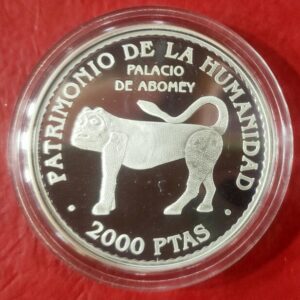 PATRIMONIO DE LA HUMANIDAD
PALACIO
DE ABOMEY
2000 PTAS